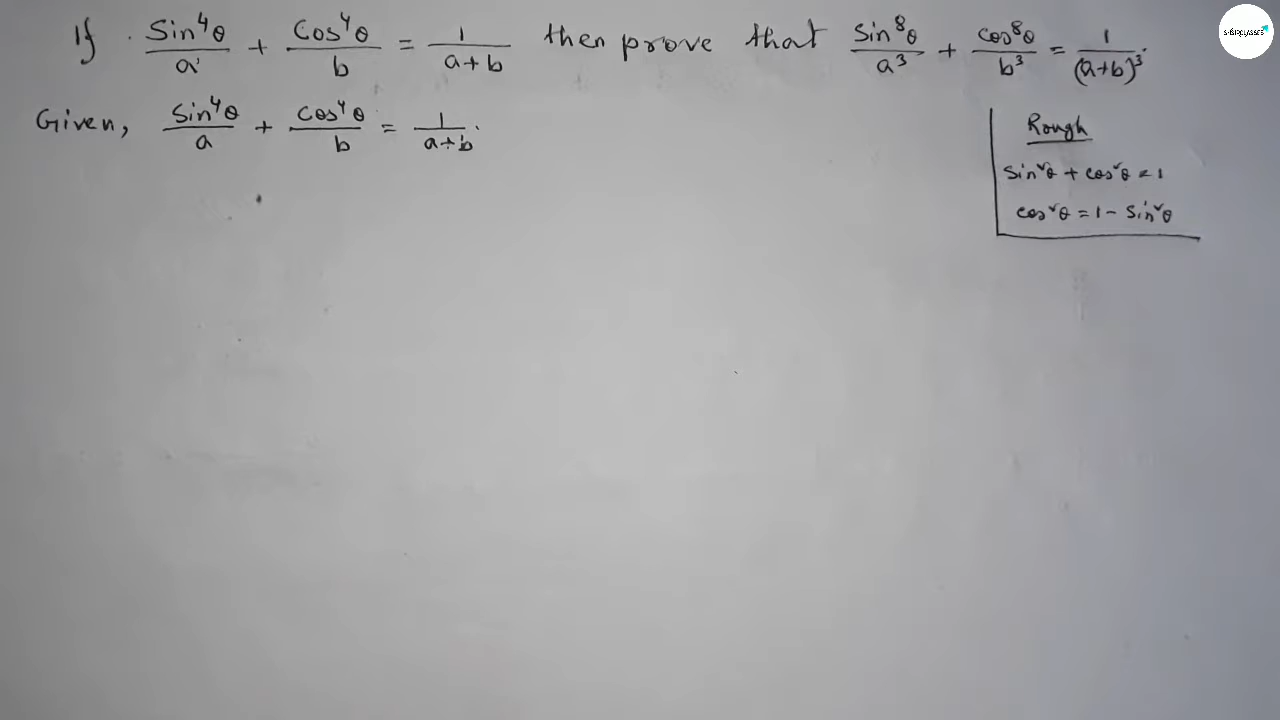 If sin⁴θ/a + cos⁴θ/b = 1/(a+b) then prove that sin⁸θ/a³ + cos⁸θ/b³ = 1/(a+b)³.
Given, sin⁴θ/a + cos⁴θ/b = 1/(a+b).
Rough
sin²θ + cos²θ = 1
cos²θ = 1 - sin²θ